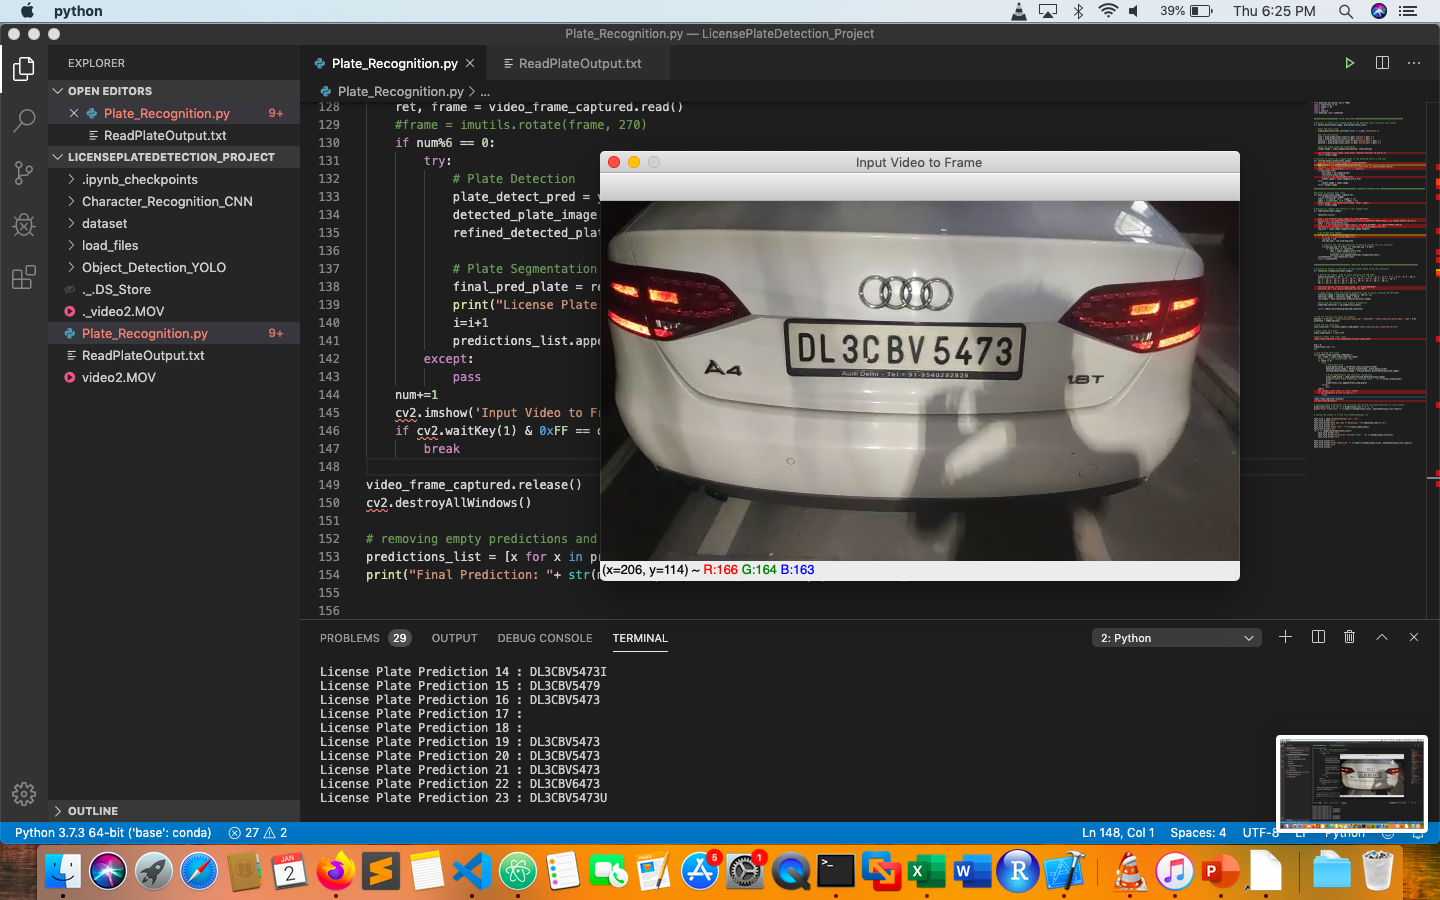 python
39%
Thu 6:25 PM
Plate_Recognition.py — LicensePlateDetection_Project
EXPLORER
OPEN EDITORS
Plate_Recognition.py 9+
ReadPlateOutput.txt
LICENSEPLATEDETECTION_PROJECT
.ipynb_checkpoints
Character_Recognition_CNN
dataset
load_files
Object_Detection_YOLO
._.DS_Store
._video2.MOV
Plate_Recognition.py 9+
ReadPlateOutput.txt
video2.MOV
OUTLINE
Plate_Recognition.py
ReadPlateOutput.txt
Plate_Recognition.py > ...
128 ret, frame = video_frame_captured.read()
129 #frame = imutils.rotate(frame, 270)
130 if num%6 == 0:
131 try:
132 # Plate Detection
133 plate_detect_pred = y
134 detected_plate_image
135 refined_detected_plat
136
137 # Plate Segmentation
138 final_pred_plate = re
139 print("License Plate
140 i=i+1
141 predictions_list.appe
142 except:
143 pass
144 num+=1
145 cv2.imshow('Input Video to Fr
146 if cv2.waitKey(1) & 0xFF == o
147 break
148
149 video_frame_captured.release()
150 cv2.destroyAllWindows()
151
152 # removing empty predictions and
153 predictions_list = [x for x in pr
154 print("Final Prediction: "+ str(m
155
156
Input Video to Frame
DL3CBV5473
Audi Delhi - Tel + 91-9540292929
A4
1.8T
(x=206, y=114) ~ R:166 G:164 B:163
PROBLEMS 29 OUTPUT DEBUG CONSOLE TERMINAL
2: Python
License Plate Prediction 14 : DL3CBV5473I
License Plate Prediction 15 : DL3CBV5479
License Plate Prediction 16 : DL3CBV5473
License Plate Prediction 17 :
License Plate Prediction 18 :
License Plate Prediction 19 : DL3CBV5473
License Plate Prediction 20 : DL3CBV5473
License Plate Prediction 21 : DL3CBVS473
License Plate Prediction 22 : DL3CBV6473
License Plate Prediction 23 : DL3CBV5473U
Python 3.7.3 64-bit ('base': conda) 27 2
Ln 148, Col 1 Spaces: 4 UTF-8 LF Python
JAN
2
5
1